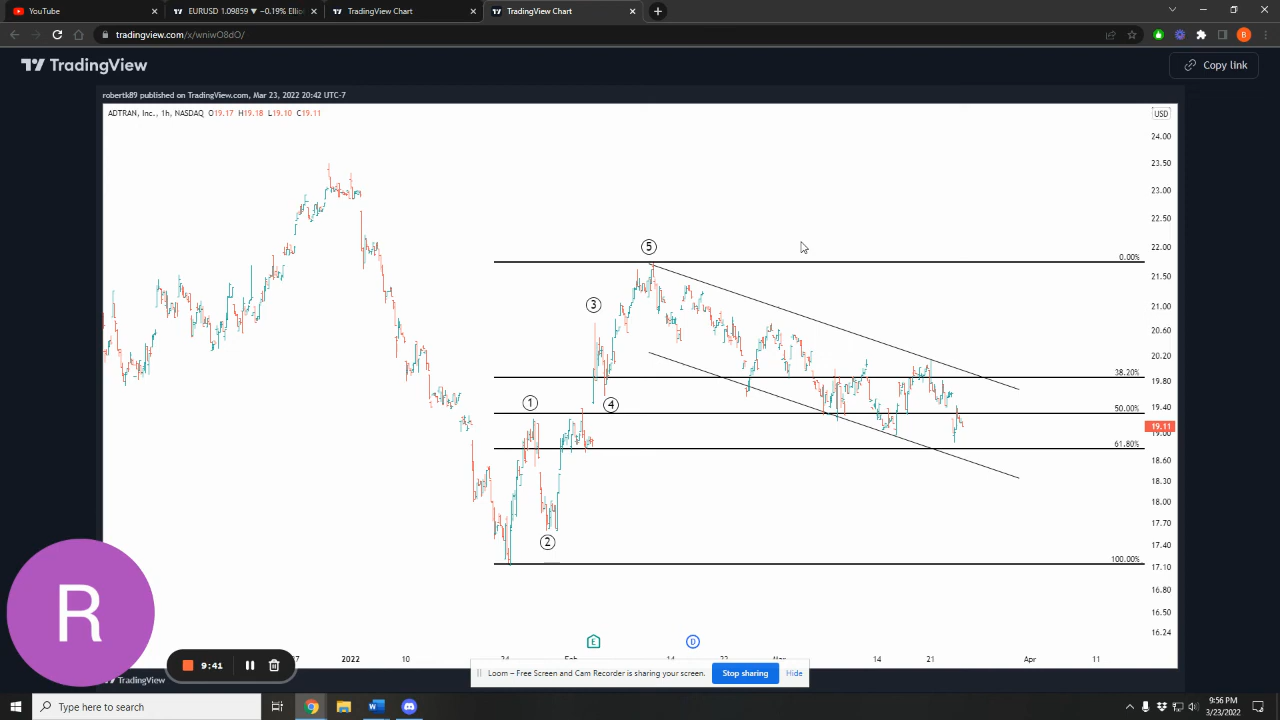 YouTube
EURUSD 1.09859 ▼ −0.19% Ellio
TradingView Chart
TradingView Chart
tradingview.com/x/wniwO8dO/
B
TradingView
Copy link
robertk89 published on TradingView.com, Mar 23, 2022 20:42 UTC-7
ADTRAN, Inc., 1h, NASDAQ O19.17 H19.18 L19.10 C19.11
USD
24.00
23.50
23.00
22.50
22.00
21.50
21.00
20.60
20.20
19.80
19.40
19.11
19.00
18.60
18.30
18.00
17.70
17.40
17.10
16.80
16.50
16.24
0.00%
38.20%
50.00%
61.80%
100.00%
5
3
1
4
2
E
D
2022
10
24
Feb
14
22
Mar
14
21
Apr
11
R
9:41
Loom – Free Screen and Cam Recorder is sharing your screen.
Stop sharing
Hide
TradingView
Type here to search
9:56 PM
3/23/2022